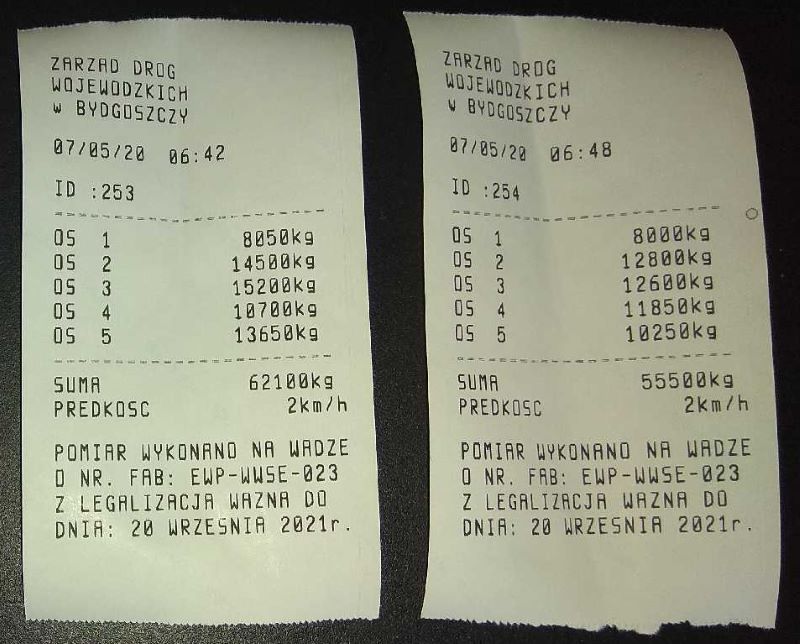 ZARZAD DROG
WOJEWODZKICH
w BYDGOSZCZY
07/05/20 06:42
ID :253
OS 1 8050kg
OS 2 14500kg
OS 3 15200kg
OS 4 10700kg
OS 5 13650kg
SUMA 62100kg
PREDKOSC 2km/h
POMIAR WYKONANO NA WADZE
O NR. FAB: EWP-WWSE-023
Z LEGALIZACJA WAZNA DO
DNIA: 20 WRZESNIA 2021r.
ZARZAD DROG
WOJEWODZKICH
w BYDGOSZCZY
07/05/20 06:48
ID :254
OS 1 8000kg
OS 2 12800kg
OS 3 12600kg
OS 4 11850kg
OS 5 10250kg
SUMA 55500kg
PREDKOSC 2km/h
POMIAR WYKONANO NA WADZE
O NR. FAB: EWP-WWSE-023
Z LEGALIZACJA WAZNA DO
DNIA: 20 WRZESNIA 2021r.